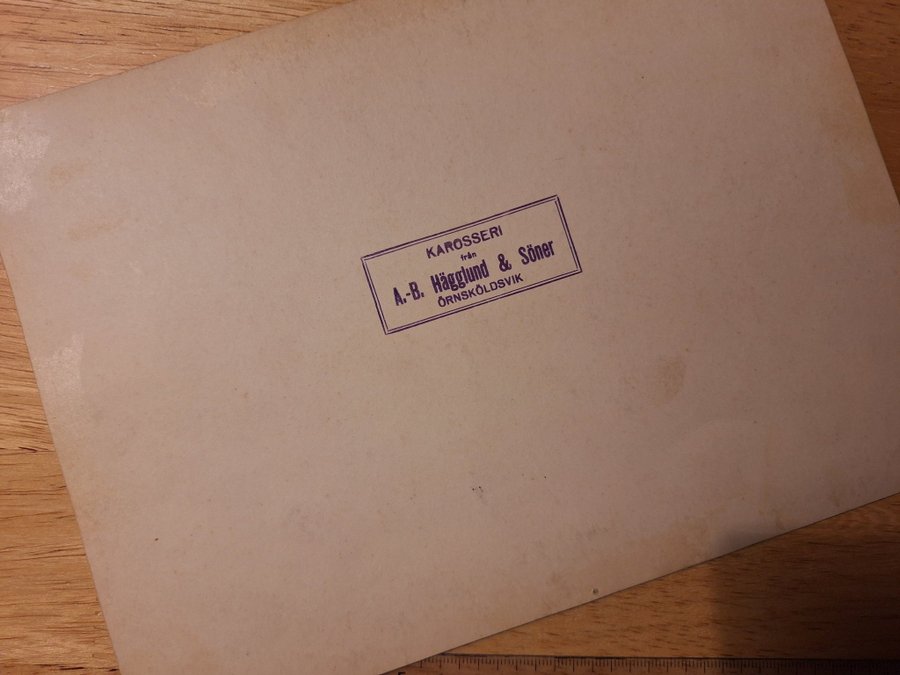 KAROSSERI
från
A.-B. Hägglund & Söner
ÖRNSKÖLDSVIK